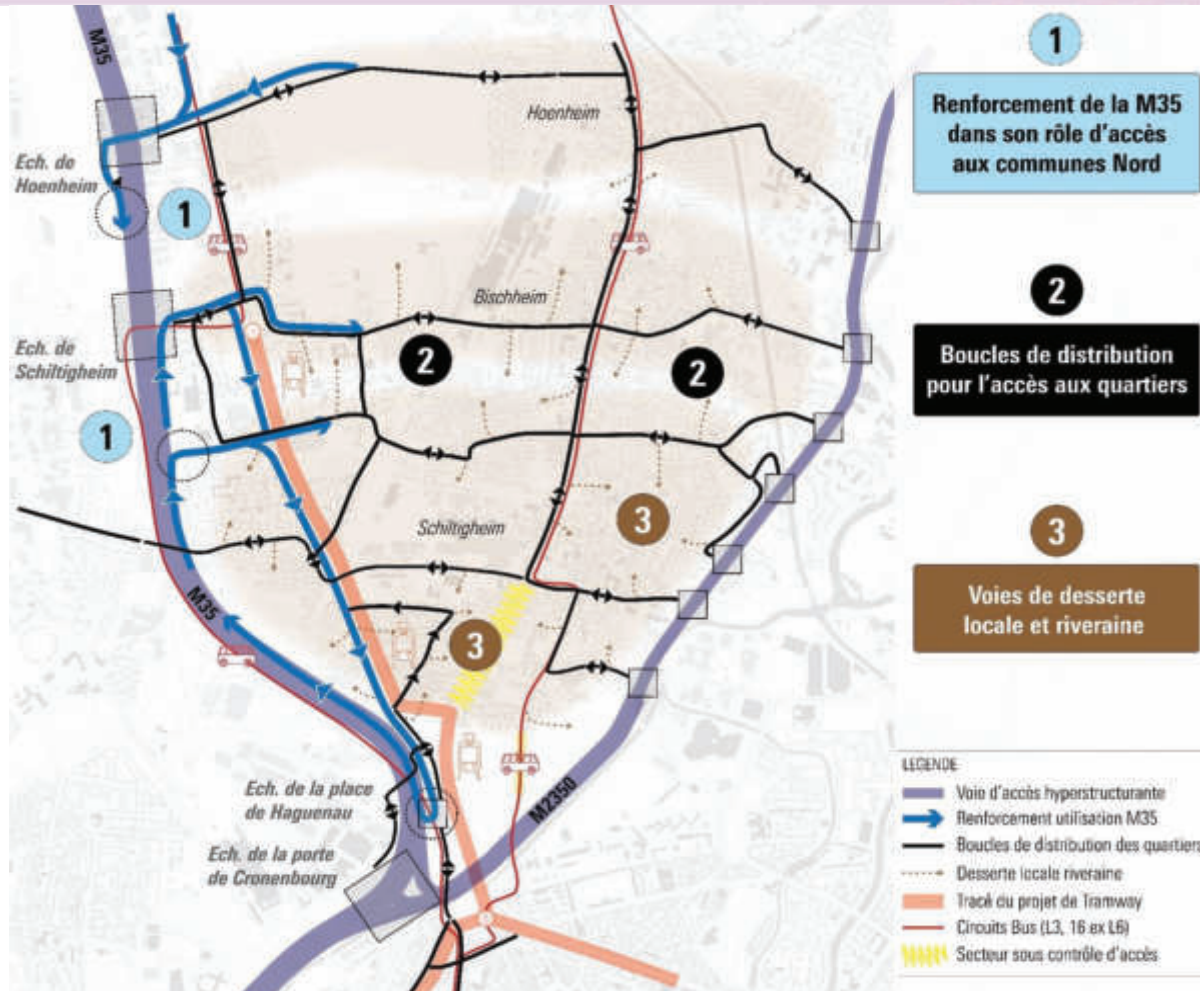 M35
Hoenheim
Ech. de
Hoenheim
1
Bischheim
Ech. de
Schiltigheim
2
2
1
3
Schiltigheim
M35
3
Ech. de la place
de Haguenau
M2350
Ech. de la porte
de Cronenbourg
1
Renforcement de la M35
dans son rôle d'accès
aux communes Nord
2
Boucles de distribution
pour l'accès aux quartiers
3
Voies de desserte
locale et riveraine
LEGENDE
Voie d'accès hyperstructurante
Renforcement utilisation M35
Boucles de distribution des quartiers
Desserte locale riveraine
Tracé du projet de Tramway
Circuits Bus (L3, 16 ex L6)
Secteur sous contrôle d'accès